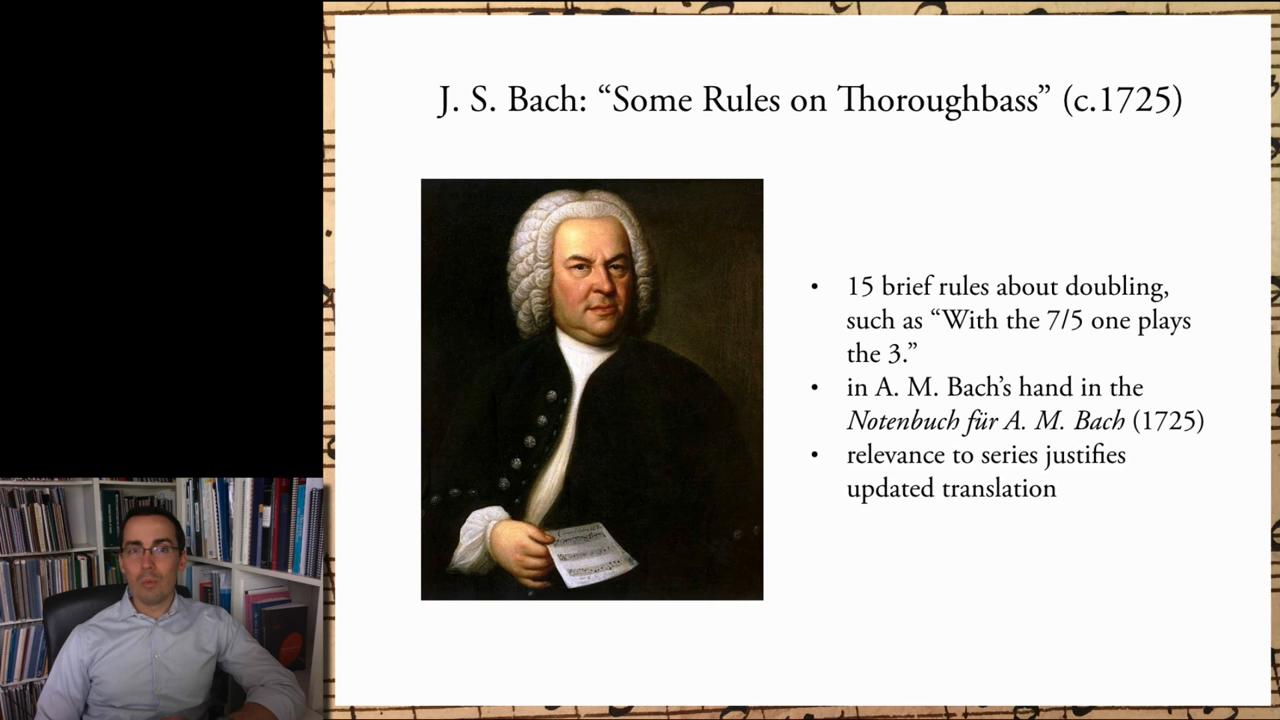 J. S. Bach: “Some Rules on Thoroughbass” (c.1725)
• 15 brief rules about doubling,
such as “With the 7/5 one plays
the 3.”
• in A. M. Bach’s hand in the
Notenbuch für A. M. Bach (1725)
• relevance to series justifies
updated translation